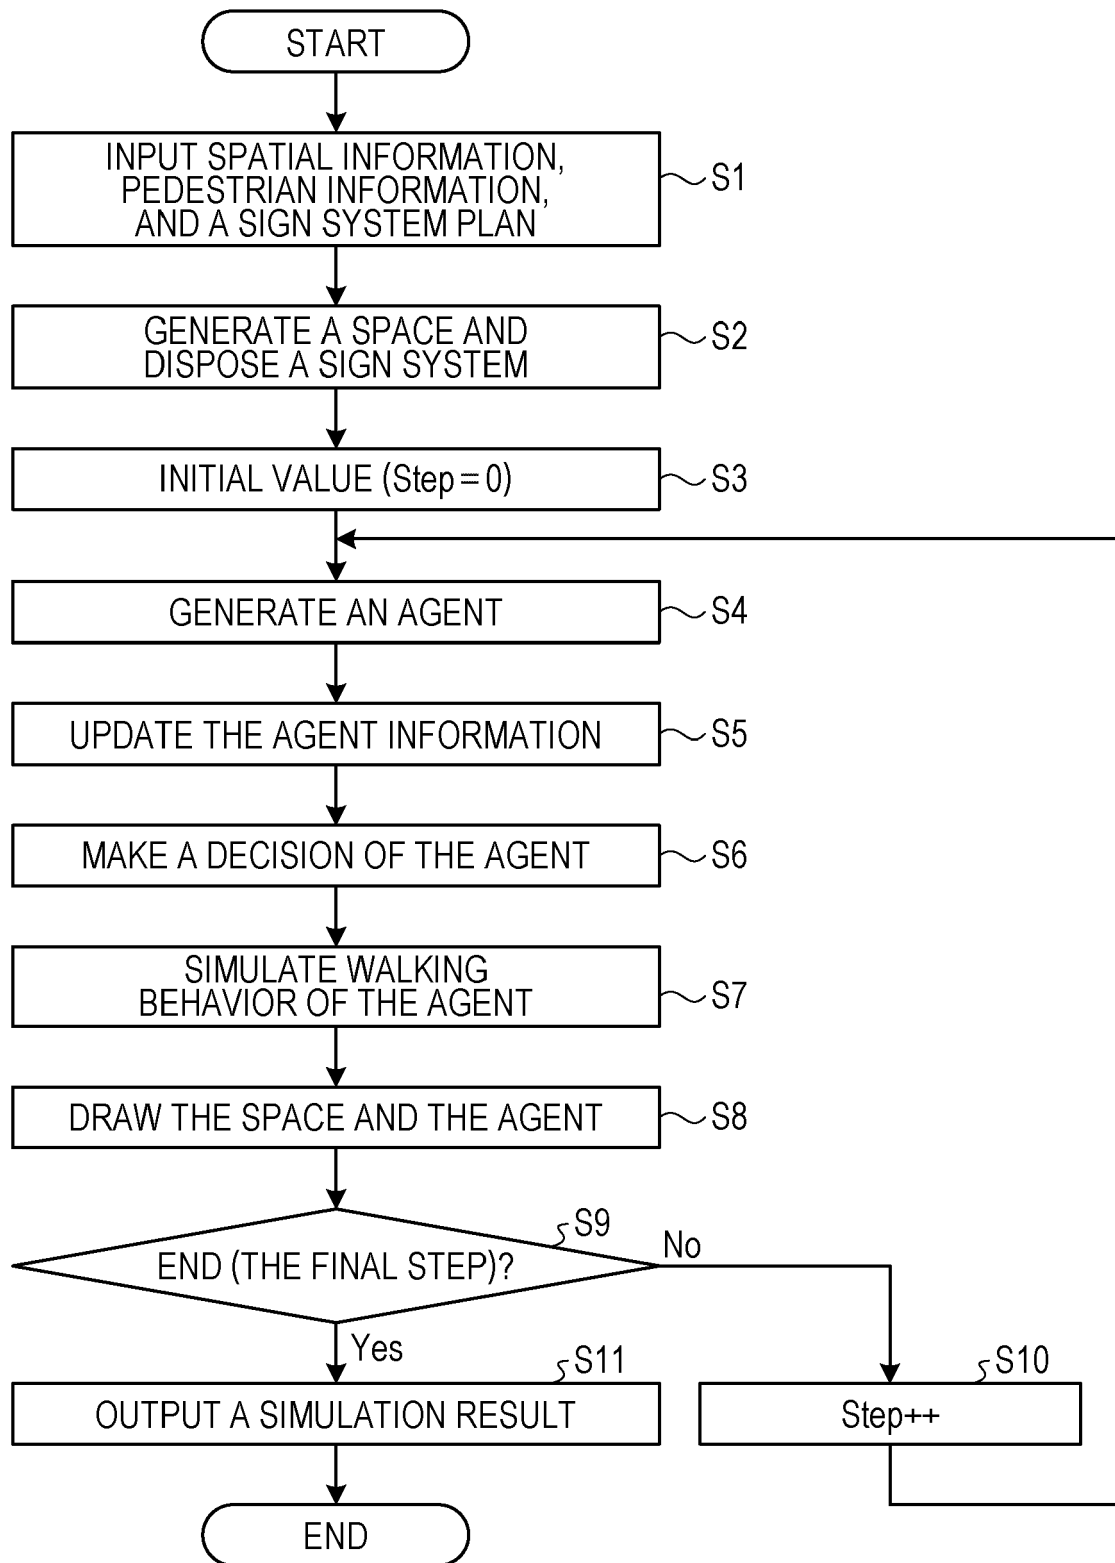 START
INPUT SPATIAL INFORMATION,
PEDESTRIAN INFORMATION,
AND A SIGN SYSTEM PLAN
S1
GENERATE A SPACE AND
DISPOSE A SIGN SYSTEM
S2
INITIAL VALUE (Step=0)
S3
GENERATE AN AGENT
S4
UPDATE THE AGENT INFORMATION
S5
MAKE A DECISION OF THE AGENT
S6
SIMULATE WALKING
BEHAVIOR OF THE AGENT
S7
DRAW THE SPACE AND THE AGENT
S8
S9
END (THE FINAL STEP)?
No
Yes
S11
OUTPUT A SIMULATION RESULT
S10
Step++
END